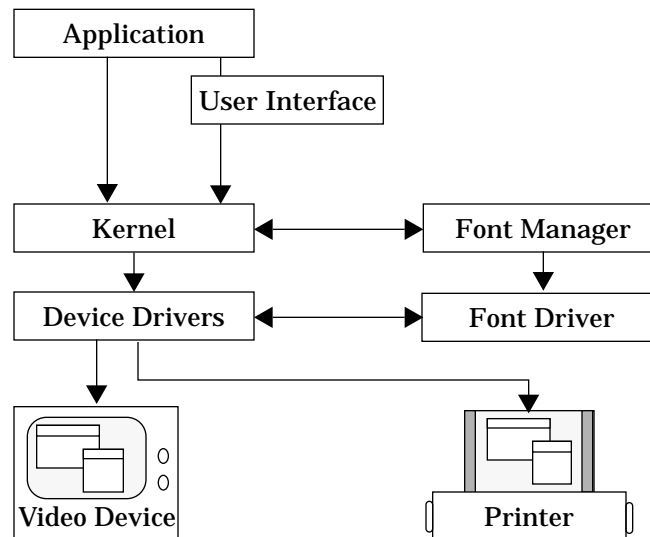 Application
User Interface
Kernel
Font Manager
Device Drivers
Font Driver
Video Device
Printer